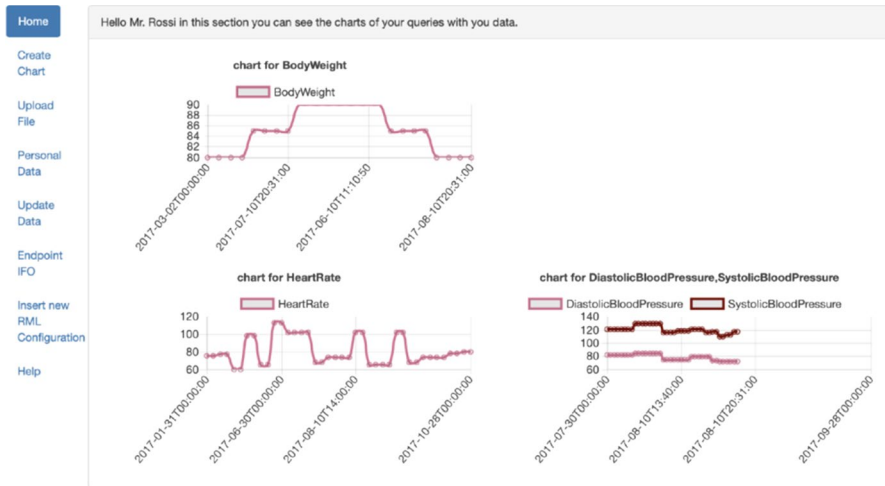 Home
Create
Chart
Upload
File
Personal
Data
Update
Data
Endpoint
IFO
Insert new
RML
Configuration
Help
Hello Mr. Rossi in this section you can see the charts of your queries with you data.
chart for BodyWeight
BodyWeight
90
88
86
84
82
80
2017-03-02T00:00:00
2017-07-10T20:31:00
2017-06-10T11:10:50
2017-08-10T20:31:00
chart for HeartRate
HeartRate
120
100
80
60
2017-01-31T00:00:00
2017-06-30T00:00:00
2017-08-10T14:00:00
2017-10-28T00:00:00
chart for DiastolicBloodPressure,SystolicBloodPressure
DiastolicBloodPressure SystolicBloodPressure
140
120
100
80
60
2017-07-30T00:00:00
2017-08-10T13:40:00
2017-08-10T20:31:00
2017-09-28T00:00:00